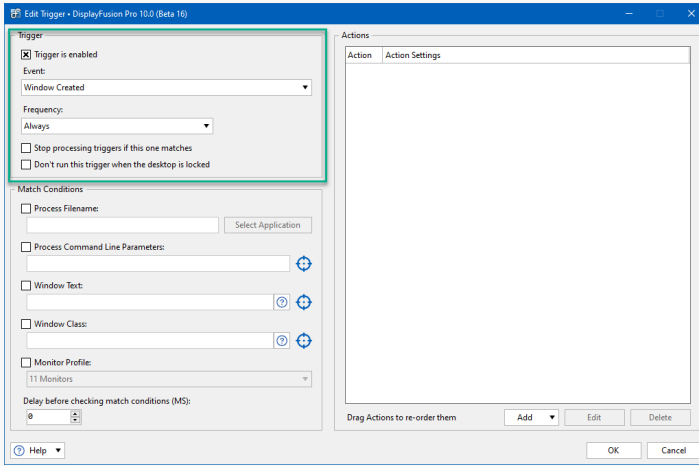 Edit Trigger • DisplayFusion Pro 10.0 (Beta 16)
Trigger
Trigger is enabled
Event:
Window Created
Frequency:
Always
Stop processing triggers if this one matches
Don't run this trigger when the desktop is locked
Match Conditions
Process Filename:
Select Application
Process Command Line Parameters:
Window Text:
Window Class:
Monitor Profile:
11 Monitors
Delay before checking match conditions (MS):
0
Help
Actions
Action Action Settings
Drag Actions to re-order them Add Edit Delete
OK Cancel